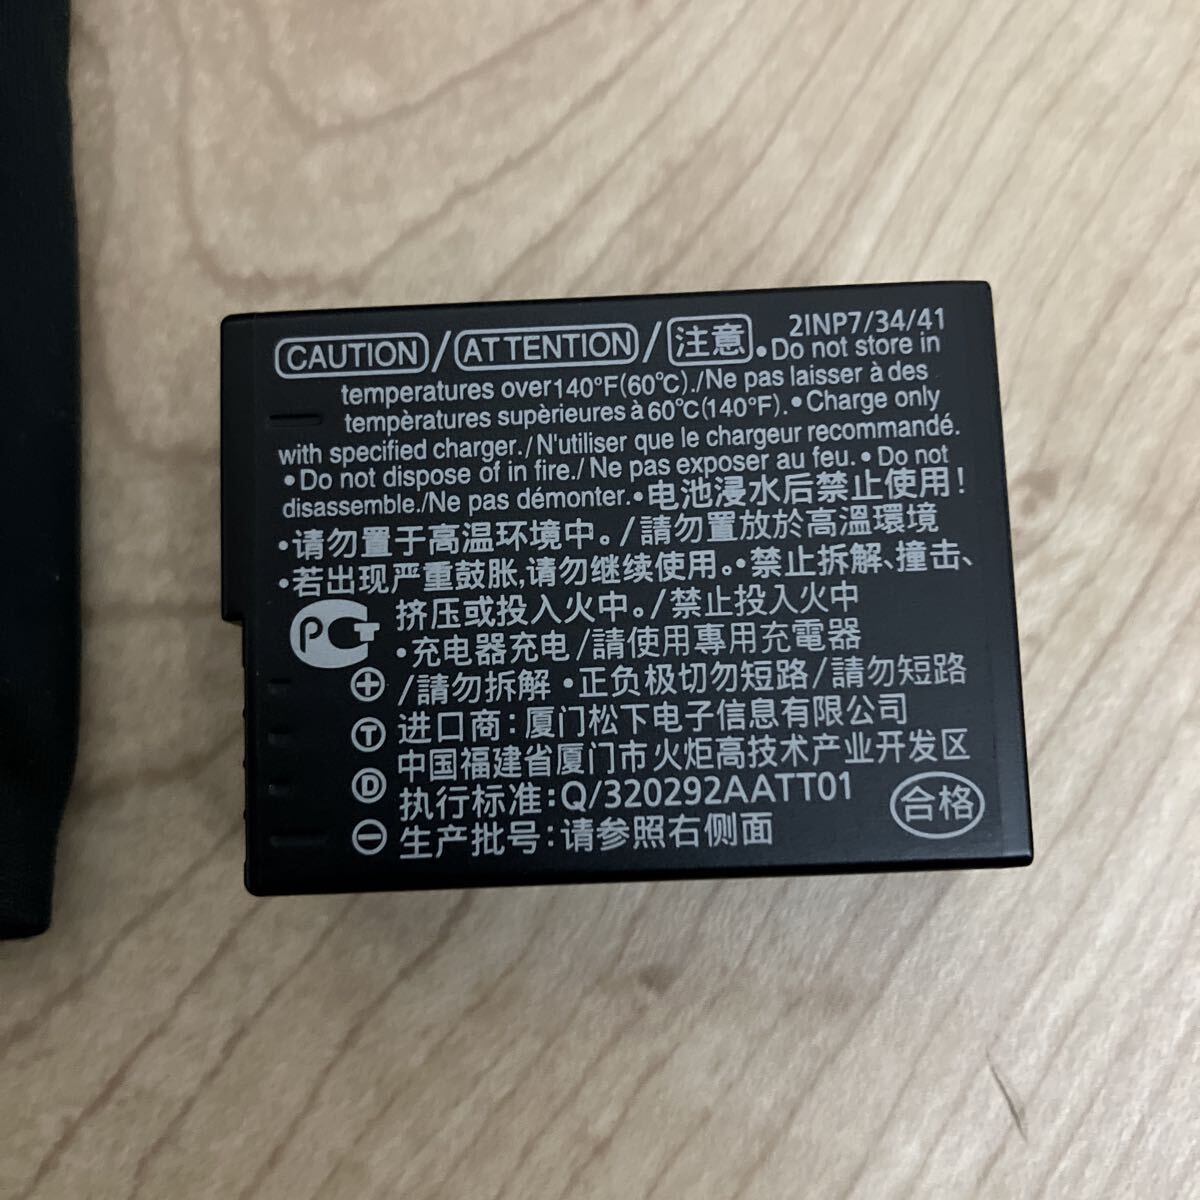 2INP7/34/41
CAUTION/ATTENTION/注意 •Do not store in
temperatures over140°F(60℃)./Ne pas laisser à des
tempèratures supèrieures à 60℃(140°F). •Charge only
with specified charger./N'utiliser que le chargeur recommandé.
•Do not dispose of in fire./Ne pas exposer au feu. •Do not
disassemble./Ne pas démonter. •电池浸水后禁止使用!
•请勿置于高温环境中。/請勿置放於高溫環境
•若出现严重鼓胀,请勿继续使用。•禁止拆解、撞击、
挤压或投入火中。/禁止投入火中
•充电器充电/請使用專用充電器
/請勿拆解 •正负极切勿短路/請勿短路
进口商:厦门松下电子信息有限公司
中国福建省厦门市火炬高技术产业开发区
执行标准:Q/320292AATT01
生产批号:请参照右侧面
合格
PCT
+
T
D
−